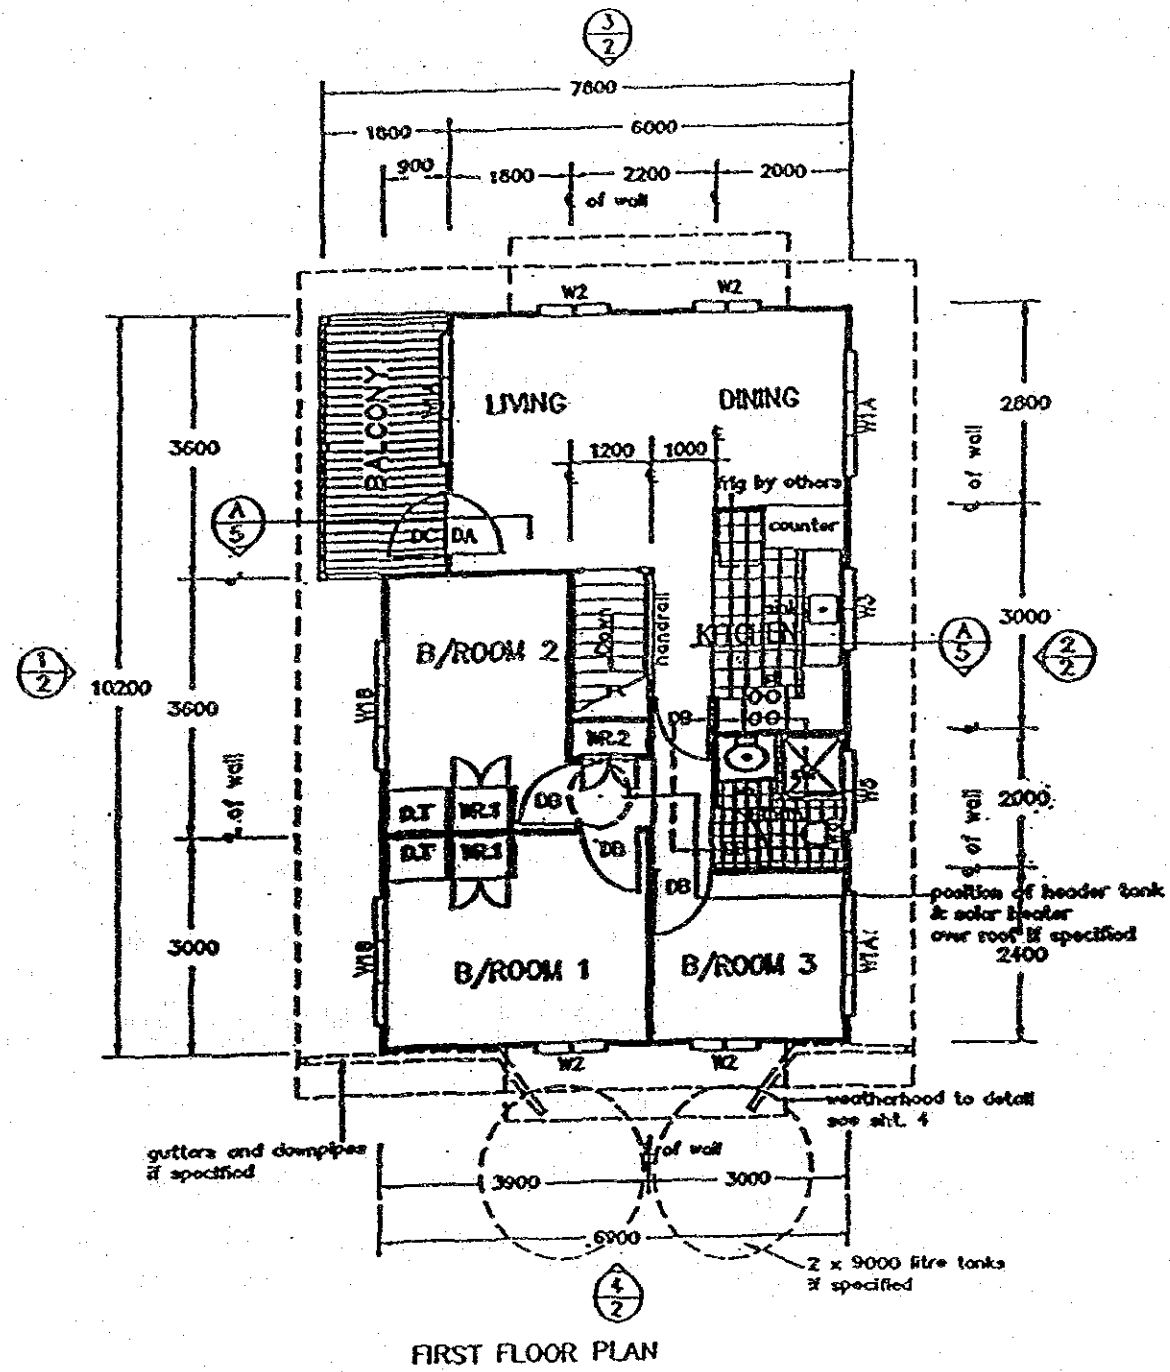 3
2
7800
1800
6000
900
1800
2200
2000
of wall
W2
W2
BALCONY
LIVING
DINING
W1A
2800
3600
1200
1000
of wall
frig by others
A
5
DC
DA
counter
Down
handrail
KITCHEN
W3
3000
A
5
2
2
1
2
B/ROOM 2
10200
W1B
3600
DB
WR.2
of wall
D.T
WR.1
DB
W5
2000
of wall
D.T
WR.1
DB
DB
position of header tank
& solar heater
over roof if specified
3000
W1B
B/ROOM 1
B/ROOM 3
W1A
2400
W2
W2
weatherhood to detail
see sht. 4
gutters and downpipes
if specified
of wall
3900
3000
6900
2 x 9000 litre tanks
if specified
4
2
FIRST FLOOR PLAN